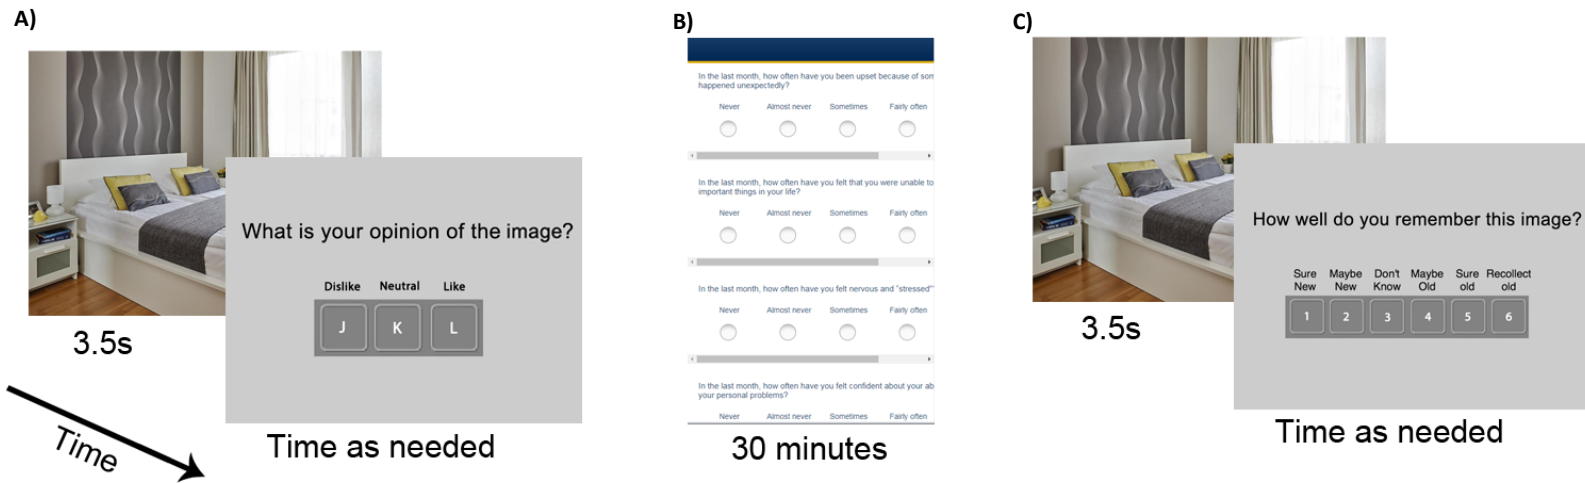 A)
What is your opinion of the image?
Dislike Neutral Like
J K L
3.5s
Time
Time as needed
B)
In the last month, how often have you been upset because of som
happened unexpectedly?
Never Almost never Sometimes Fairly often
In the last month, how often have you felt that you were unable to
important things in your life?
Never Almost never Sometimes Fairly often
In the last month, how often have you felt nervous and "stressed"
Never Almost never Sometimes Fairly often
In the last month, how often have you felt confident about your ab
your personal problems?
Never Almost never Sometimes Fairly often
30 minutes
C)
How well do you remember this image?
Sure Maybe Don't Maybe Sure Recollect
New New Know Old old old
1 2 3 4 5 6
3.5s
Time as needed